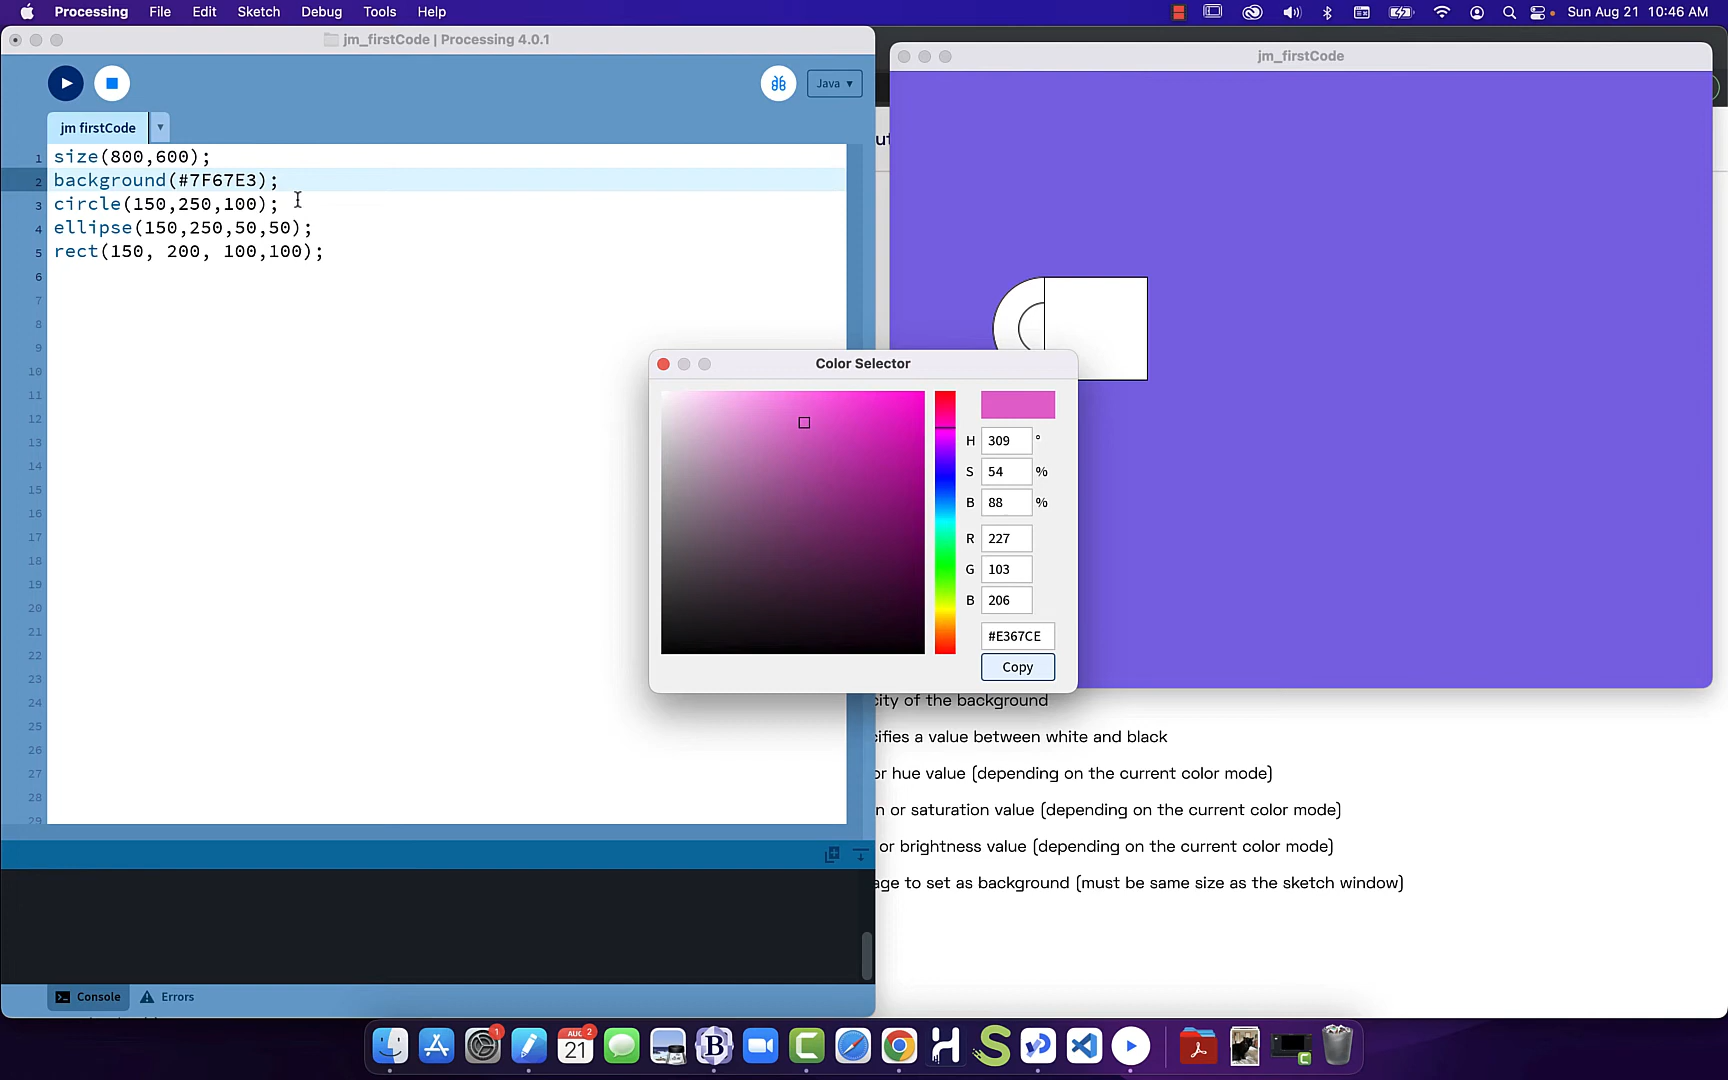 Processing File Edit Sketch Debug Tools Help Sun Aug 21 10:46 AM
jm_firstCode | Processing 4.0.1
Java ▾
jm firstCode ▾
1 size(800,600);
2 background(#7F67E3);
3 circle(150,250,100);
4 ellipse(150,250,50,50);
5 rect(150, 200, 100,100);
6
7
8
9
10
11
12
13
14
15
16
17
18
19
20
21
22
23
24
25
26
27
28
29
Console Errors
jm_firstCode
Color Selector
H 309 °
S 54 %
B 88 %
R 227
G 103
B 206
#E367CE
Copy
city of the background
cifies a value between white and black
or hue value (depending on the current color mode)
n or saturation value (depending on the current color mode)
or brightness value (depending on the current color mode)
age to set as background (must be same size as the sketch window)
1
AUG 2
21
B